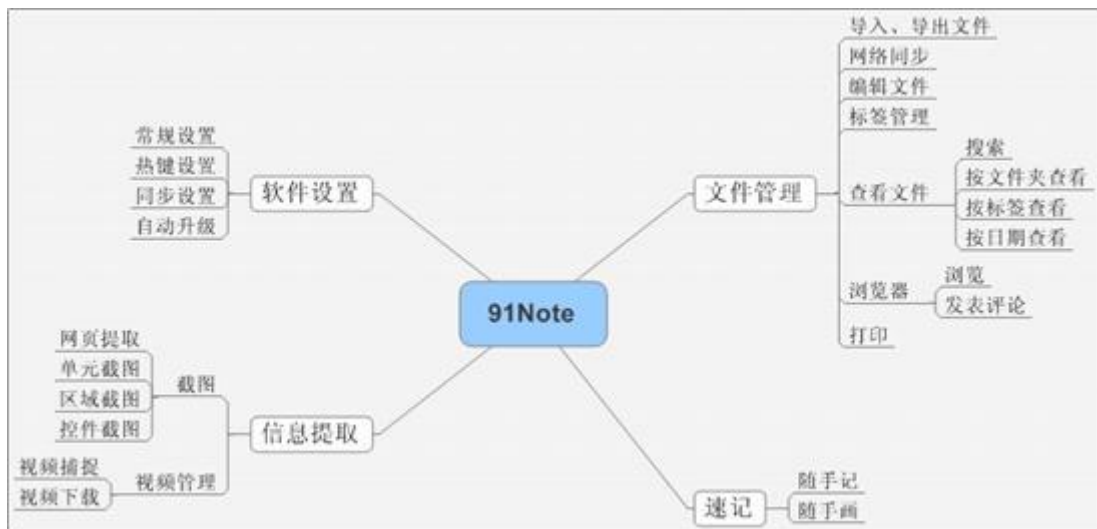 91Note
文件管理
导入、导出文件
网络同步
编辑文件
标签管理
查看文件
搜索
按文件夹查看
按标签查看
按日期查看
浏览器
浏览
发表评论
打印
速记
随手记
随手画
软件设置
常规设置
热键设置
同步设置
自动升级
信息提取
截图
网页提取
单元截图
区域截图
控件截图
视频管理
视频捕捉
视频下载